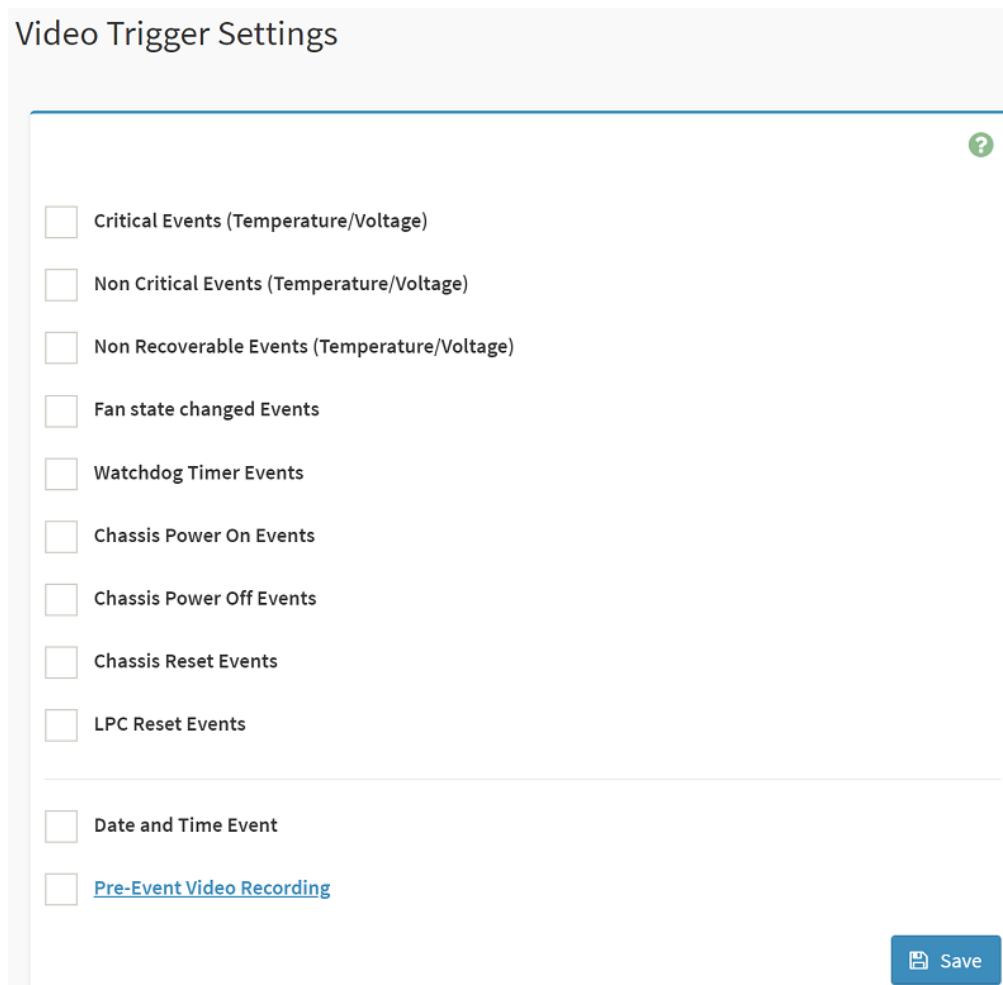 Video Trigger Settings
?
Critical Events (Temperature/Voltage)
Non Critical Events (Temperature/Voltage)
Non Recoverable Events (Temperature/Voltage)
Fan state changed Events
Watchdog Timer Events
Chassis Power On Events
Chassis Power Off Events
Chassis Reset Events
LPC Reset Events
Date and Time Event
Pre-Event Video Recording
Save